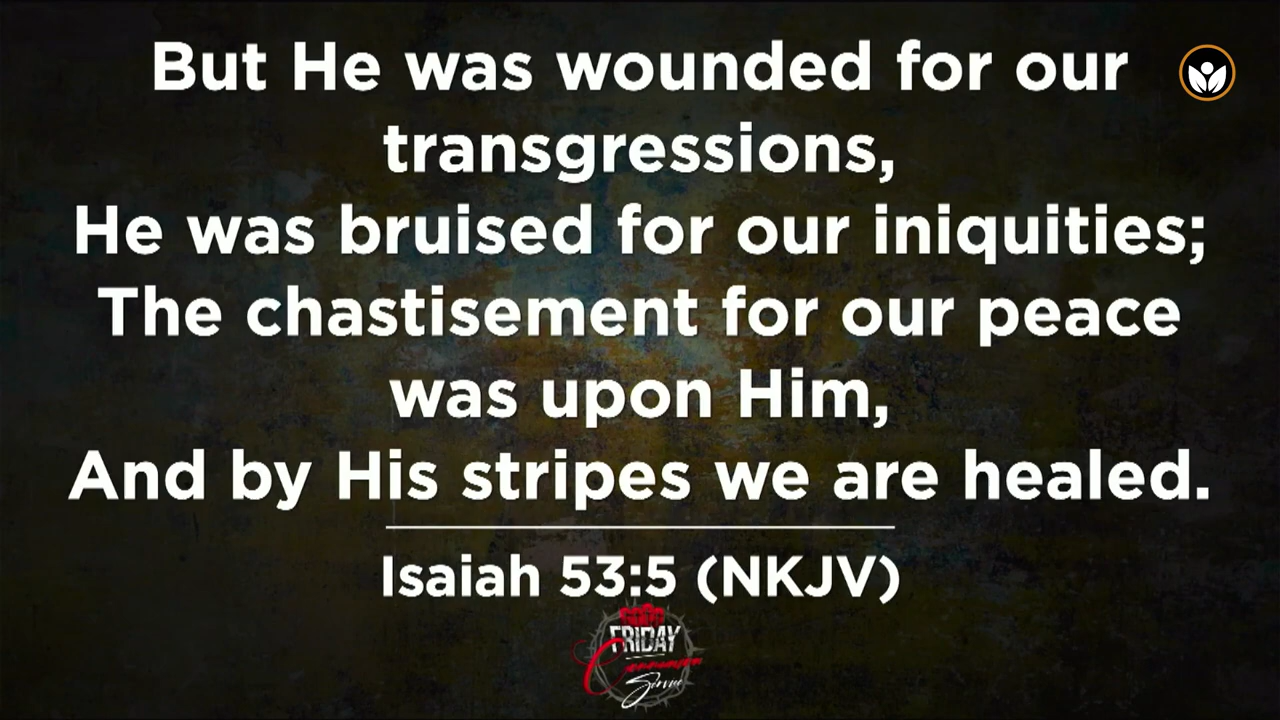 But He was wounded for our
transgressions,
He was bruised for our iniquities;
The chastisement for our peace
was upon Him,
And by His stripes we are healed.
Isaiah 53:5 (NKJV)
FRIDAY
Communion